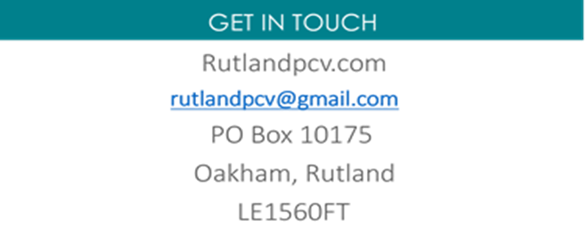 GET IN TOUCH
Rutlandpcv.com
rutlandpcv@gmail.com
PO Box 10175
Oakham, Rutland
LE1560FT